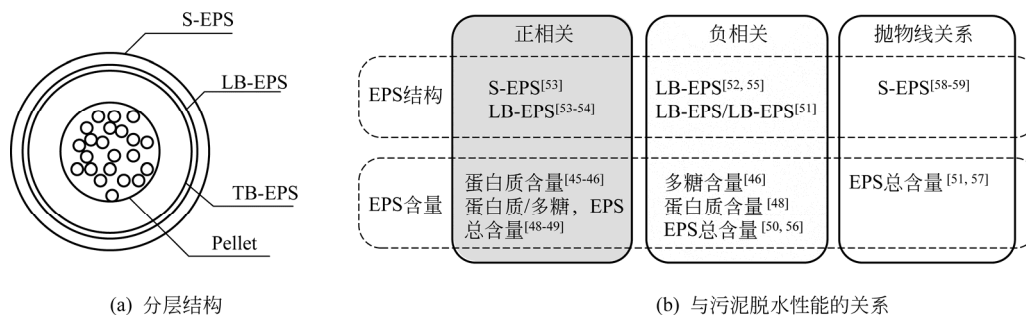 S-EPS
LB-EPS
TB-EPS
Pellet
(a) 分层结构
正相关
负相关
抛物线关系
EPS结构
S-EPS[53]
LB-EPS[53-54]
LB-EPS[52, 55]
LB-EPS/LB-EPS[51]
S-EPS[58-59]
EPS含量
蛋白质含量[45-46]
蛋白质/多糖，EPS
总含量[48-49]
多糖含量[46]
蛋白质含量[48]
EPS总含量[50, 56]
EPS总含量[51, 57]
(b) 与污泥脱水性能的关系